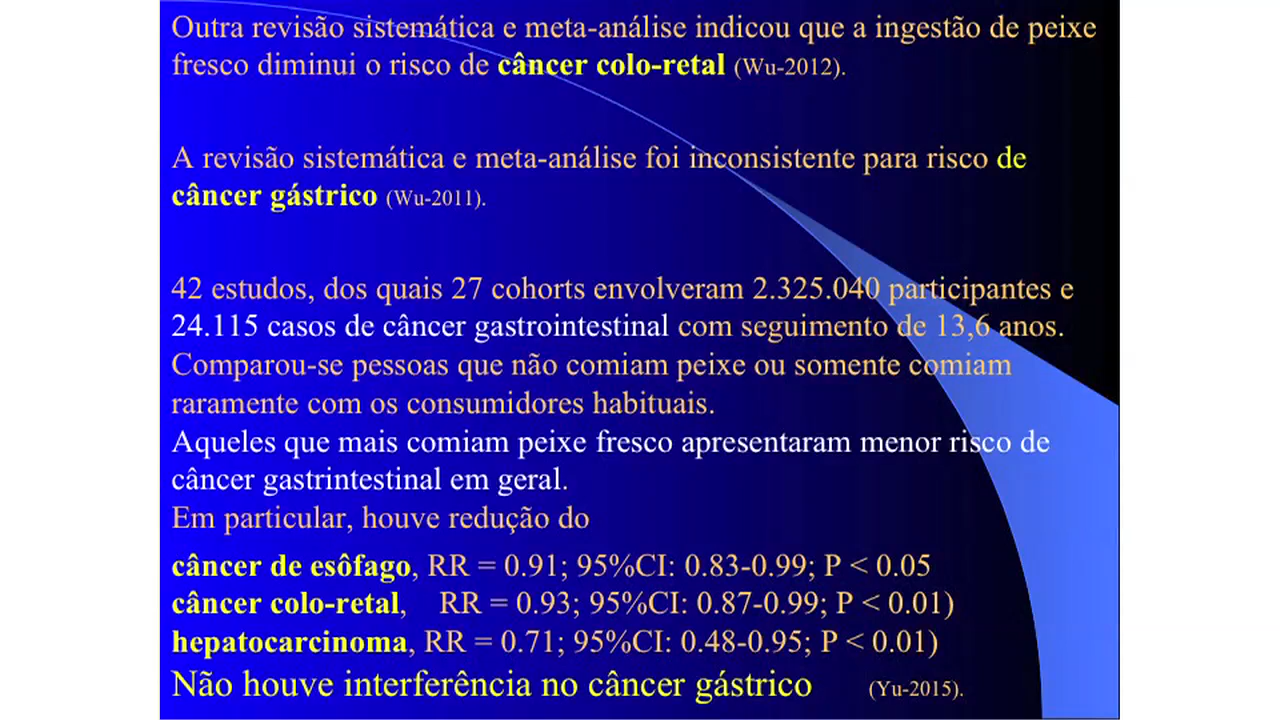 Outra revisão sistemática e meta-análise indicou que a ingestão de peixe
fresco diminui o risco de câncer colo-retal (Wu-2012).
A revisão sistemática e meta-análise foi inconsistente para risco de
câncer gástrico (Wu-2011).
42 estudos, dos quais 27 cohorts envolveram 2.325.040 participantes e
24.115 casos de câncer gastrointestinal com seguimento de 13,6 anos.
Comparou-se pessoas que não comiam peixe ou somente comiam
raramente com os consumidores habituais.
Aqueles que mais comiam peixe fresco apresentaram menor risco de
câncer gastrintestinal em geral.
Em particular, houve redução do
câncer de esôfago, RR = 0.91; 95%CI: 0.83-0.99; P < 0.05
câncer colo-retal, RR = 0.93; 95%CI: 0.87-0.99; P < 0.01)
hepatocarcinoma, RR = 0.71; 95%CI: 0.48-0.95; P < 0.01)
Não houve interferência no câncer gástrico (Yu-2015).